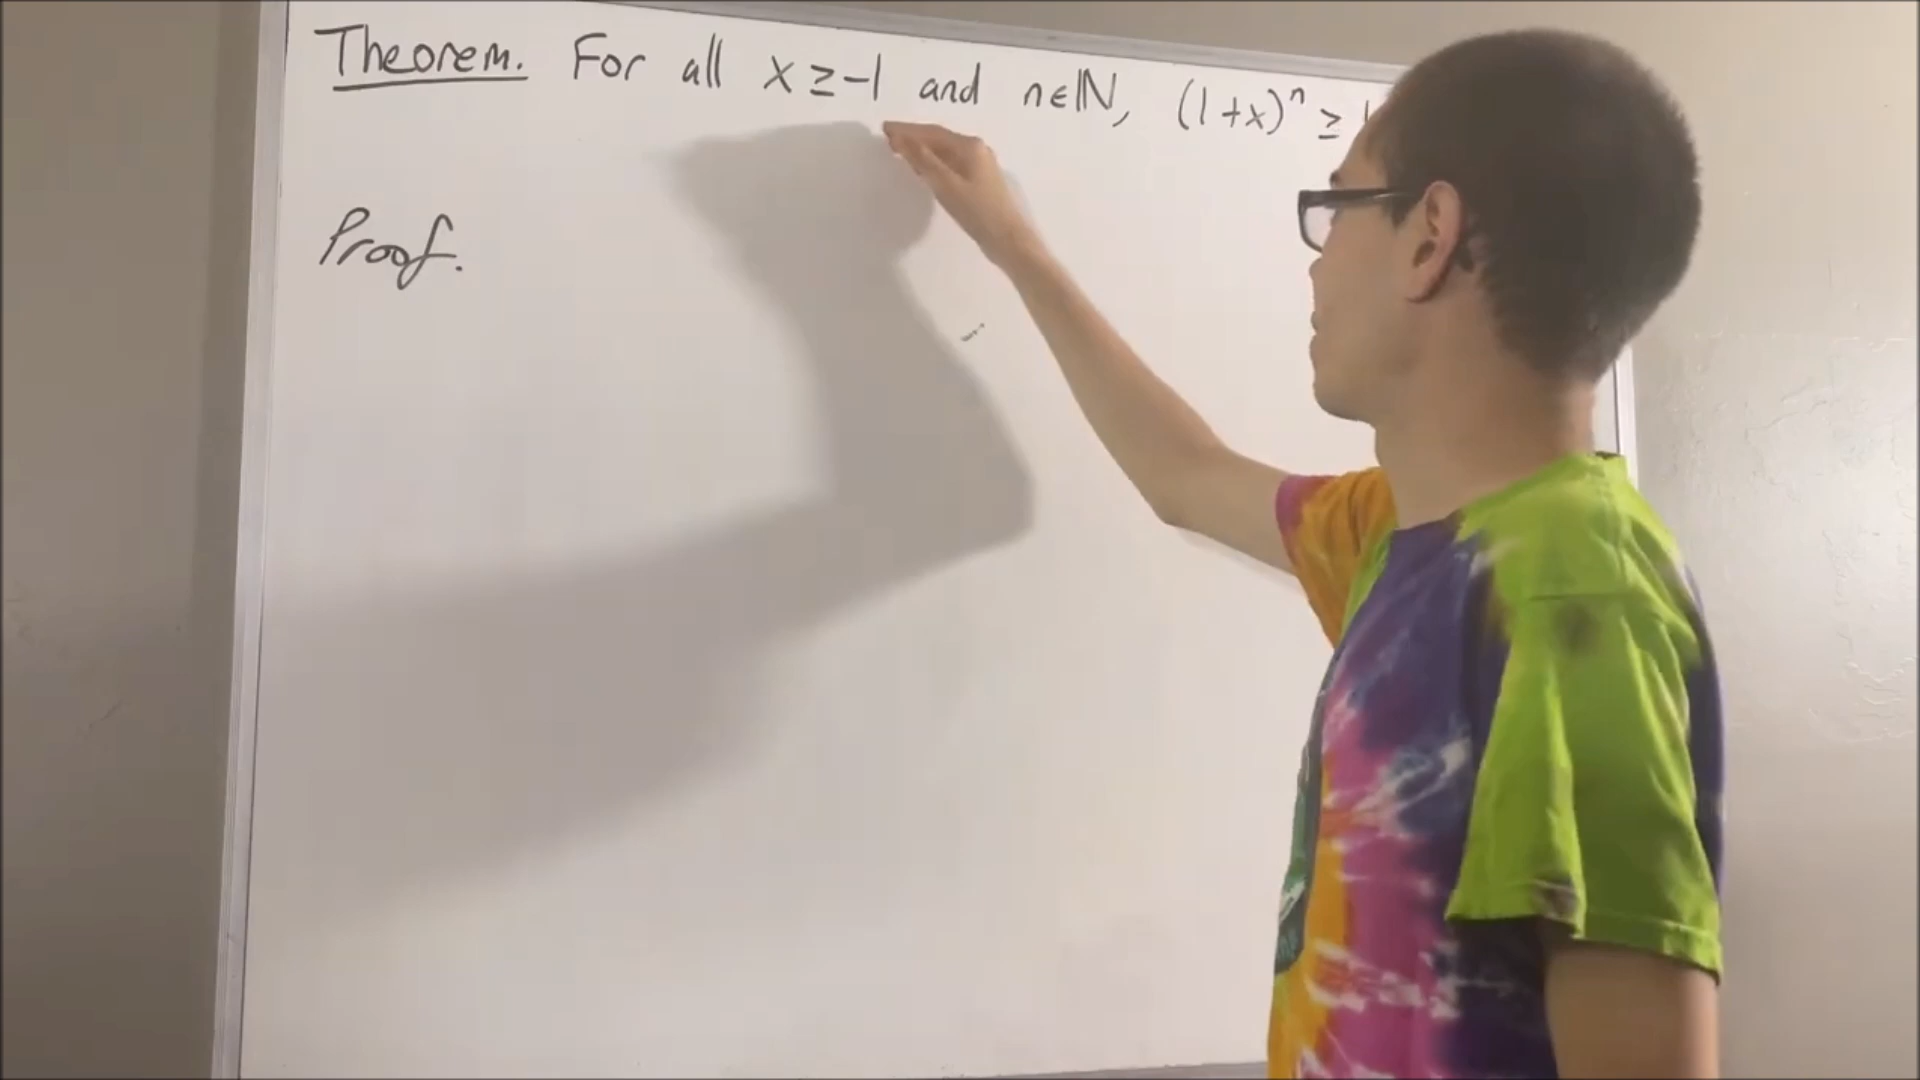 Theorem. For all x ≥ -1 and n∈ℕ, (1+x)ⁿ ≥
Proof.